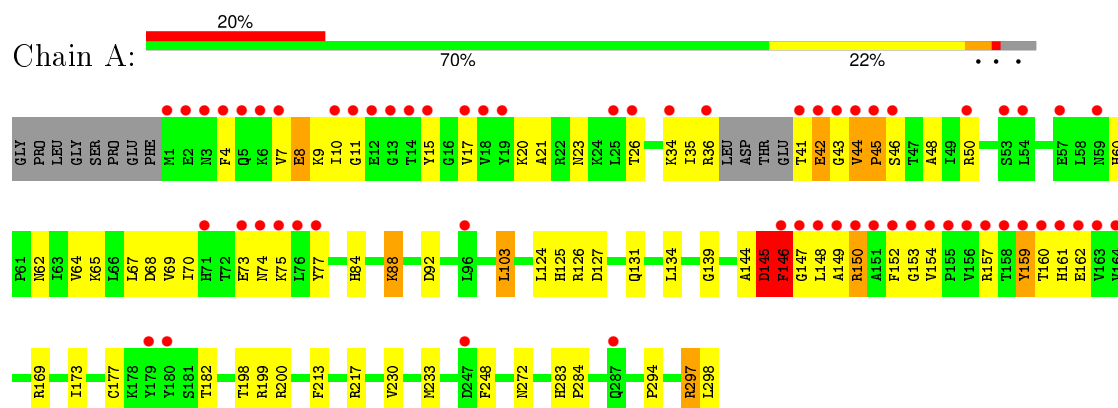 20%
Chain A:
70% 22% • • •
GLY PRO LEU GLY SER PRO GLU PHE M1 E2 N3 F4 Q5 K6 V7 E8 K9 I10 G11 E12 G13 T14 Y15 G16 V17 V18 Y19 K20 A21 R22 N23 K24 L25 T26 K34 I35 R36 LEU ASP THR GLU T41 E42 G43 V44 P45 S46 T47 A48 I49 R50 S53 L54 E57 L58 N59 H60
P61 N62 I63 V64 K65 L66 L67 D68 V69 I70 H71 T72 E73 N74 K75 L76 Y77 H84 K88 D92 L96 L103 L124 H125 R126 D127 Q131 L134 G139 A144 D145 F146 G147 L148 A149 R150 A151 F152 G153 V154 P155 V156 R157 T158 Y159 T160 H161 E162 V163 V164
R169 I173 C177 K178 Y179 Y180 S181 T182 T198 R199 R200 F213 R217 V230 M233 D247 F248 N272 H283 P284 Q287 P294 R297 L298